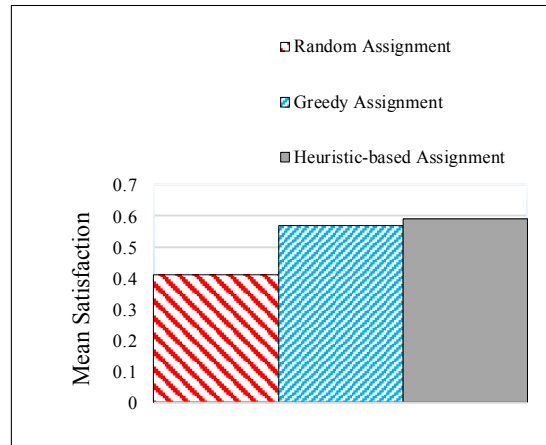 Random Assignment
Greedy Assignment
Heuristic-based Assignment
0.7
0.6
0.5
0.4
0.3
0.2
0.1
0
Mean Satisfaction